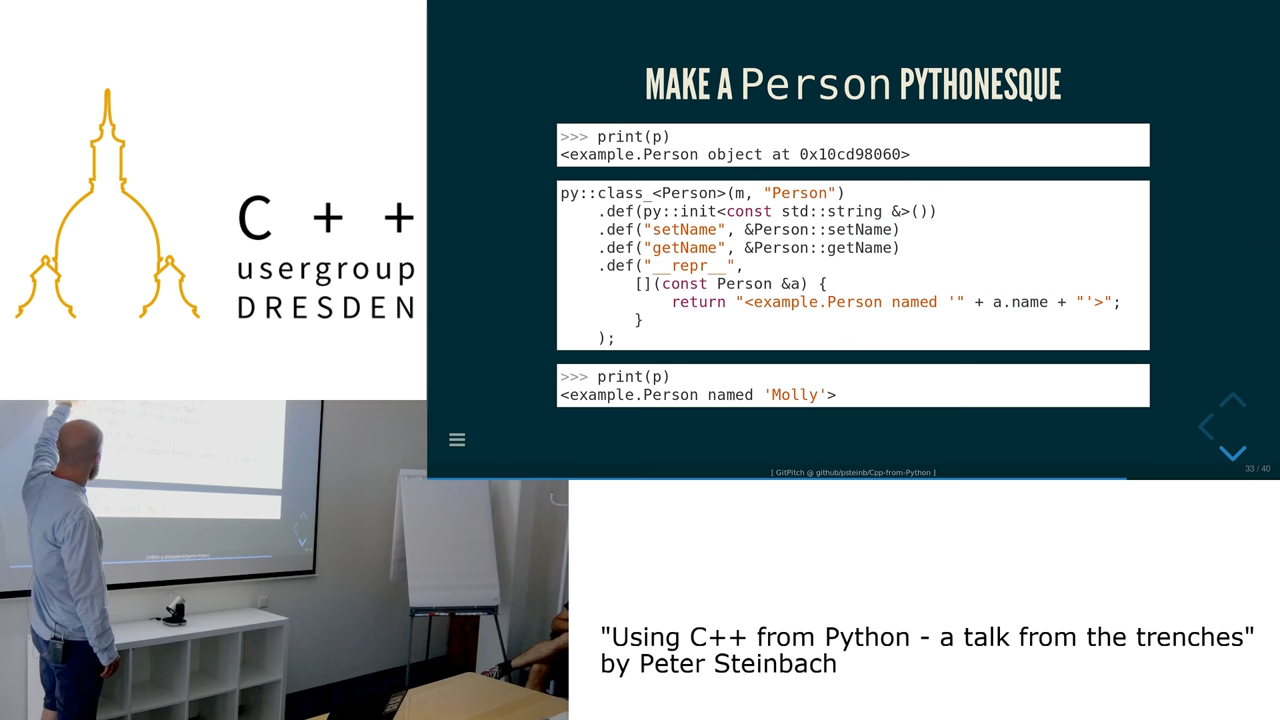 C + +
usergroup
DRESDEN
MAKE A Person PYTHONESQUE
>>> print(p)
<example.Person object at 0x10cd98060>
py::class_<Person>(m, "Person")
.def(py::init<const std::string &>())
.def("setName", &Person::setName)
.def("getName", &Person::getName)
.def("__repr__",
[](const Person &a) {
return "<example.Person named '" + a.name + "'>";
}
);
>>> print(p)
<example.Person named 'Molly'>
33 / 40
[ GitPitch @ github/psteinb/Cpp-from-Python ]
"Using C++ from Python - a talk from the trenches"
by Peter Steinbach